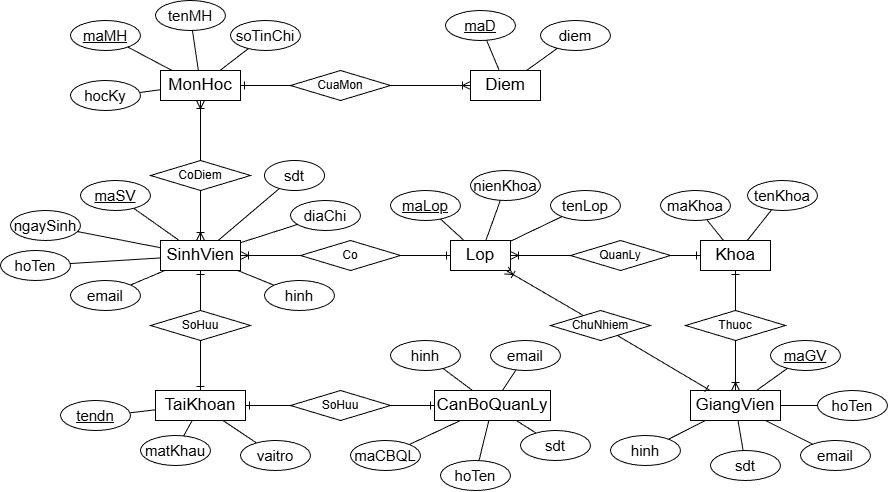 tenMH
maMH
soTinChi
hocKy
MonHoc
CuaMon
maD
diem
Diem
CoDiem
maSV
sdt
ngaySinh
diaChi
hoTen
SinhVien
email
hinh
Co
maLop
nienKhoa
tenLop
Lop
QuanLy
maKhoa
tenKhoa
Khoa
SoHuu
ChuNhiem
Thuoc
TaiKhoan
tendn
matKhau
vaitro
SoHuu
hinh
email
CanBoQuanLy
maCBQL
hoTen
sdt
maGV
GiangVien
hoTen
hinh
sdt
email